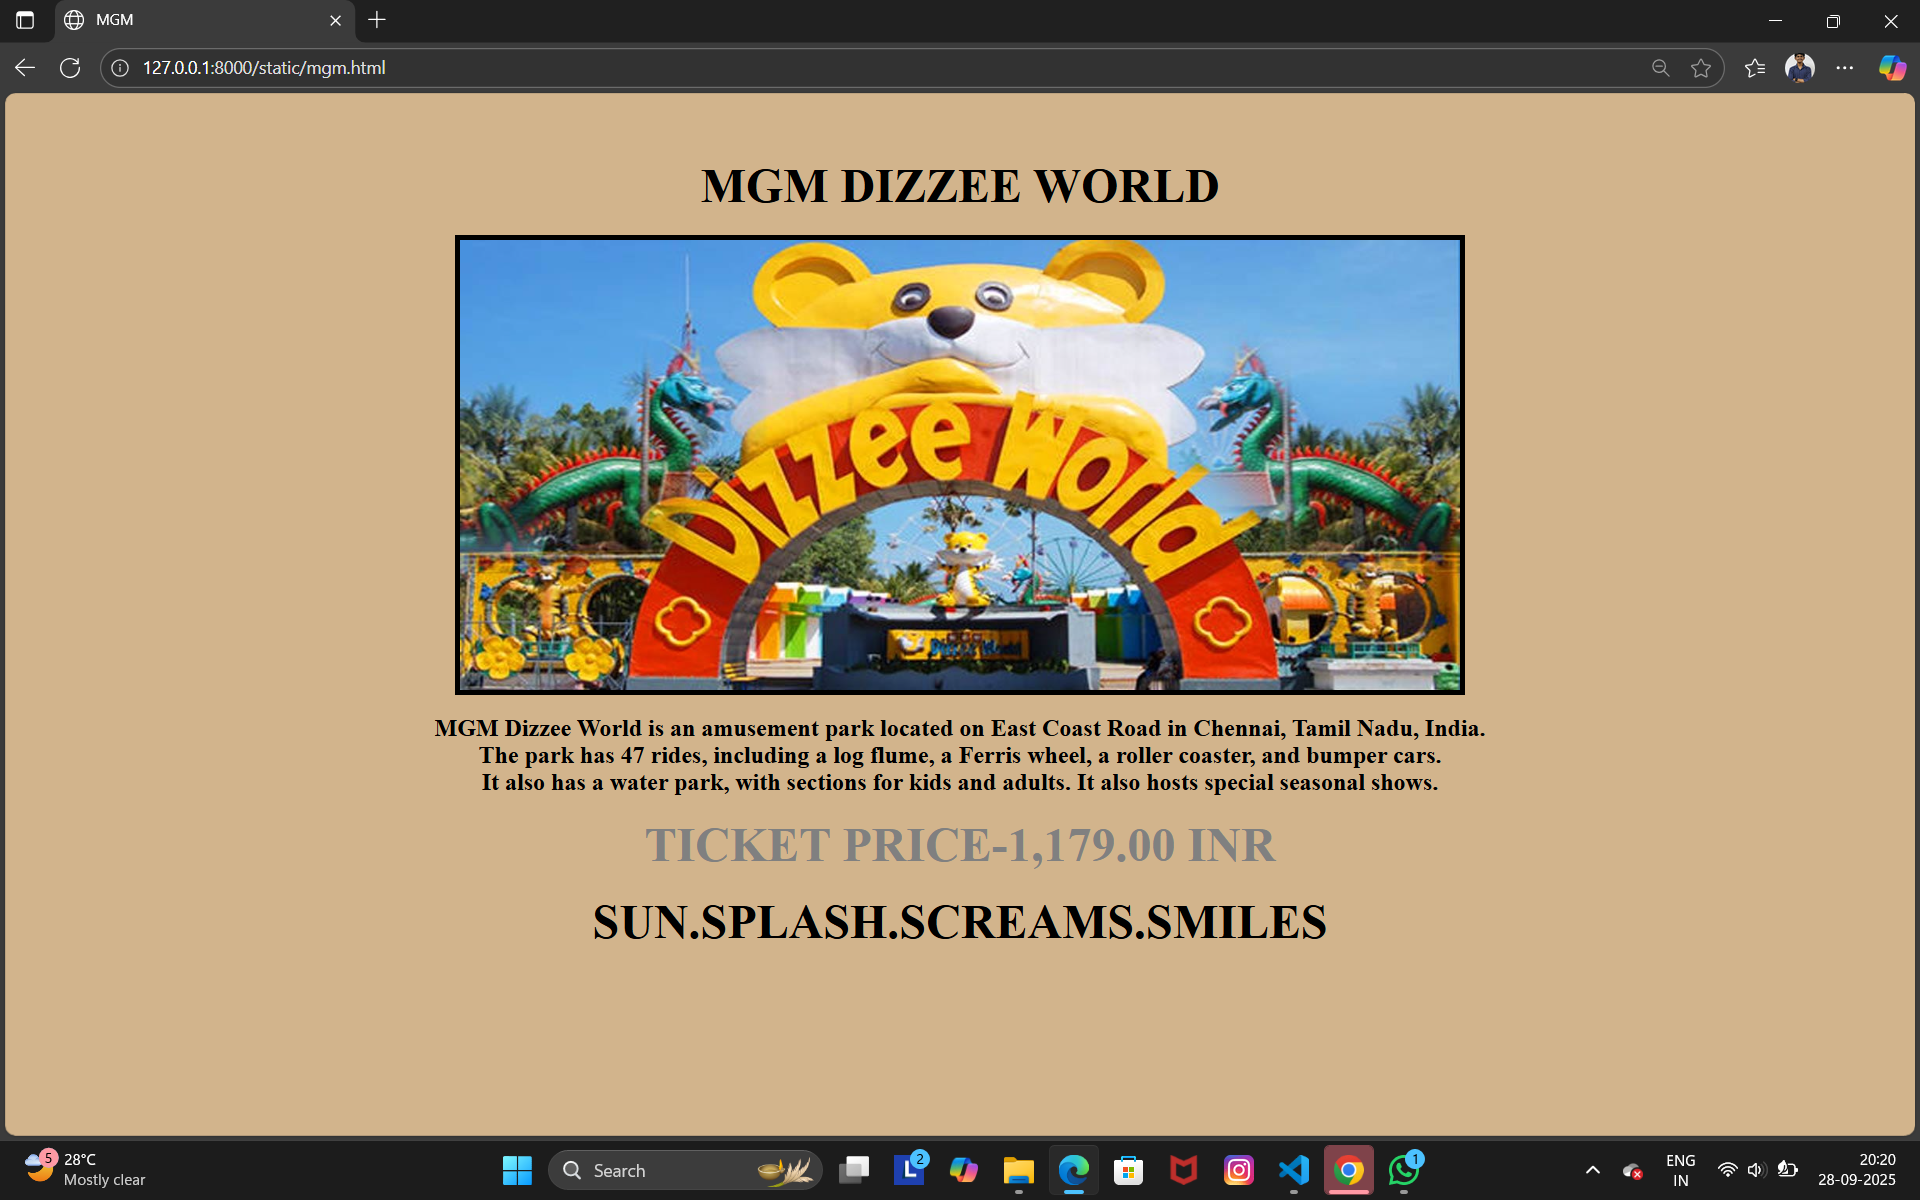 MGM
127.0.0.1:8000/static/mgm.html
MGM DIZZEE WORLD
Dizzee World
MGM Dizzee World is an amusement park located on East Coast Road in Chennai, Tamil Nadu, India.
The park has 47 rides, including a log flume, a Ferris wheel, a roller coaster, and bumper cars.
It also has a water park, with sections for kids and adults. It also hosts special seasonal shows.
TICKET PRICE-1,179.00 INR
SUN.SPLASH.SCREAMS.SMILES
5
28°C
Mostly clear
Search
L
2
1
ENG
IN
20:20
28-09-2025